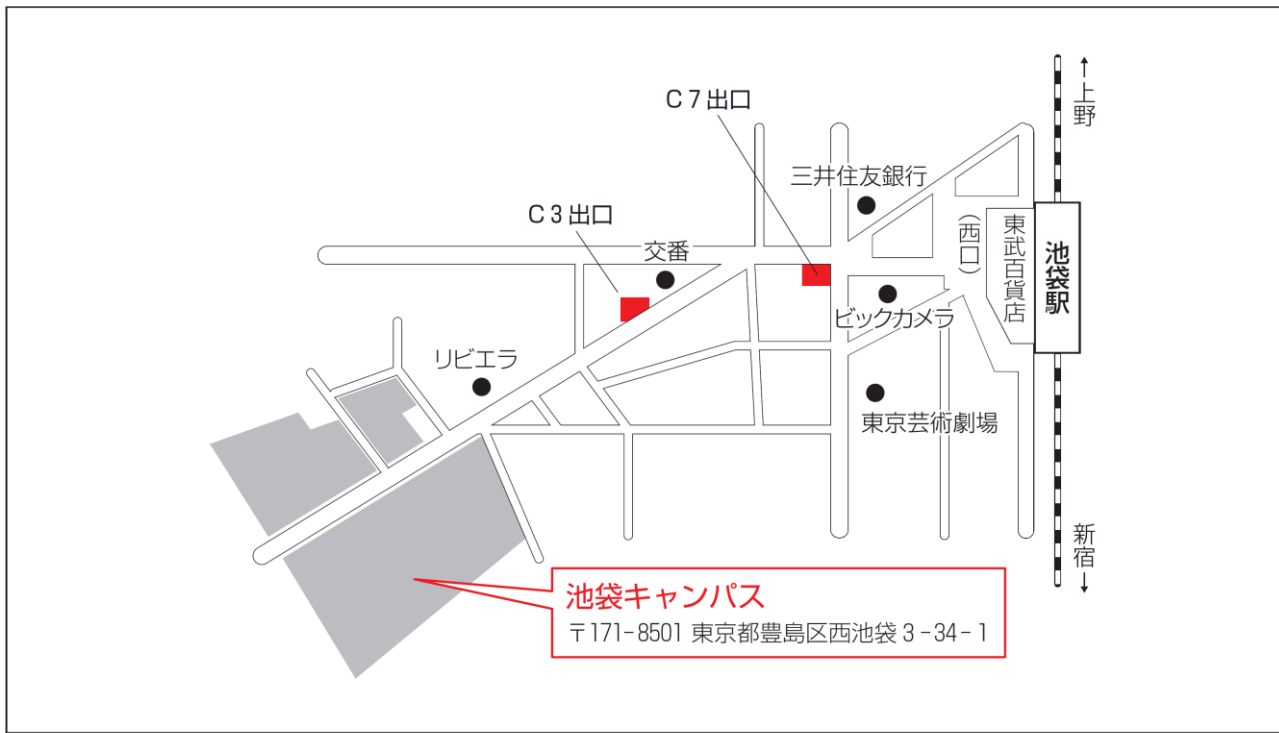 ↑上野
C7出口
三井住友銀行
C3出口
(西口)
東武百貨店
池袋駅
交番
ビックカメラ
リビエラ
東京芸術劇場
新宿↓
池袋キャンパス
〒171-8501 東京都豊島区西池袋3-34-1